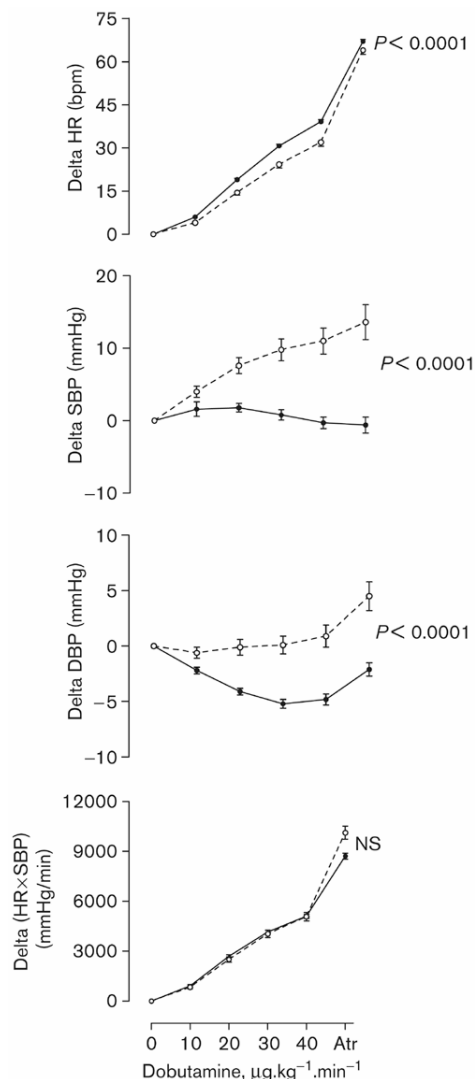 75
P< 0.0001
60
45
30
15
0
Delta HR (bpm)
20
10
P< 0.0001
0
−10
Delta SBP (mmHg)
10
5
P< 0.0001
0
−5
−10
Delta DBP (mmHg)
12000
NS
9000
6000
3000
0
Delta (HR×SBP)
(mmHg/min)
0 10 20 30 40 Atr
Dobutamine, μg.kg⁻¹.min⁻¹